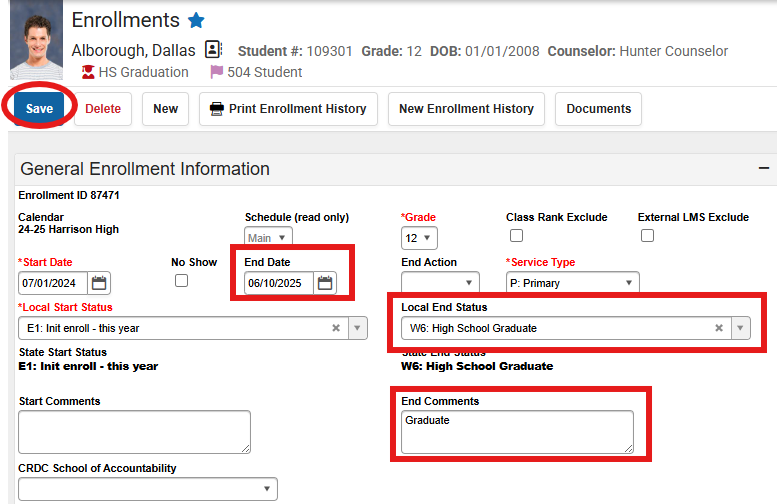 Enrollments
Alborough, Dallas Student #: 109301 Grade: 12 DOB: 01/01/2008 Counselor: Hunter Counselor
HS Graduation 504 Student
Save Delete New Print Enrollment History New Enrollment History Documents
General Enrollment Information
Enrollment ID 87471
Calendar Schedule (read only) *Grade Class Rank Exclude External LMS Exclude
24-25 Harrison High
Main 12
*Start Date No Show End Date End Action *Service Type
07/01/2024 06/10/2025 P: Primary
*Local Start Status Local End Status
E1: Init enroll - this year W6: High School Graduate
State Start Status State End Status
E1: Init enroll - this year W6: High School Graduate
Start Comments End Comments
Graduate
CRDC School of Accountability